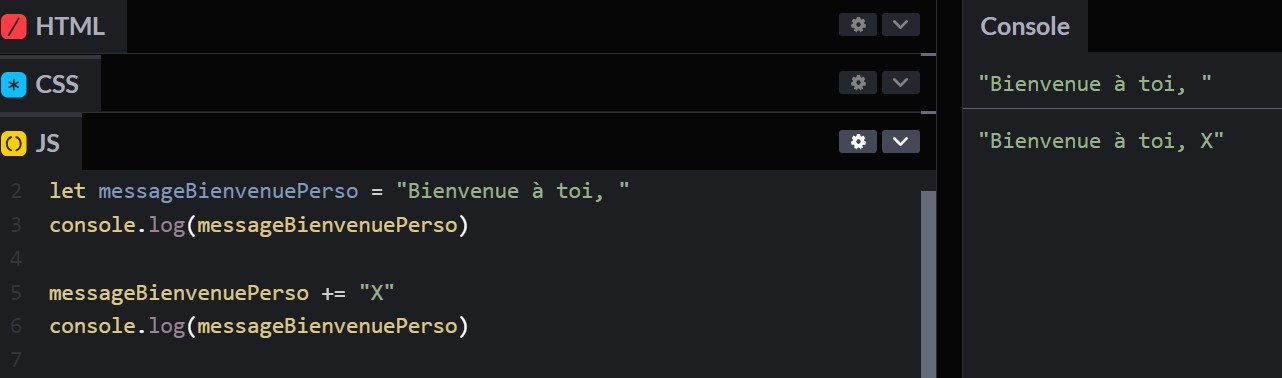 HTML
CSS
JS
2 let messageBienvenuePerso = "Bienvenue à toi, "
3 console.log(messageBienvenuePerso)
4
5 messageBienvenuePerso += "X"
6 console.log(messageBienvenuePerso)
7
Console
"Bienvenue à toi, "
"Bienvenue à toi, X"